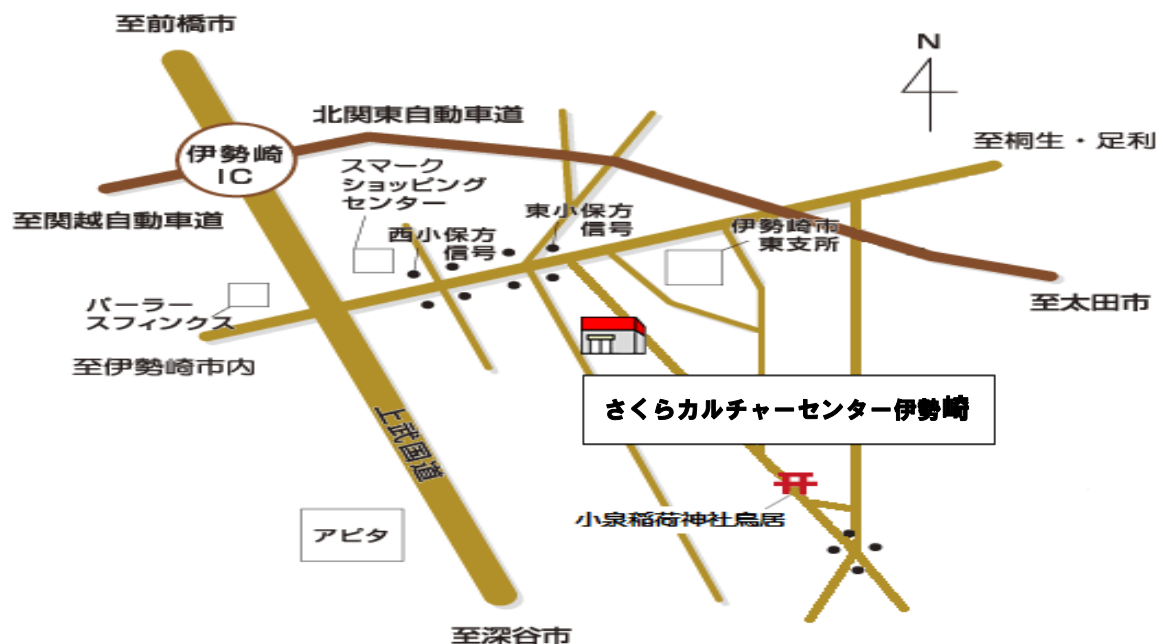 至前橋市
N
北関東自動車道
至桐生・足利
伊勢崎
IC
スマーク
ショッピング
センター
至関越自動車道
東小保方
信号
西小保方
信号
伊勢崎市
東支所
パーラー
スフィンクス
至太田市
至伊勢崎市内
さくらカルチャーセンター伊勢崎
上武国道
小泉稲荷神社鳥居
アピタ
至深谷市